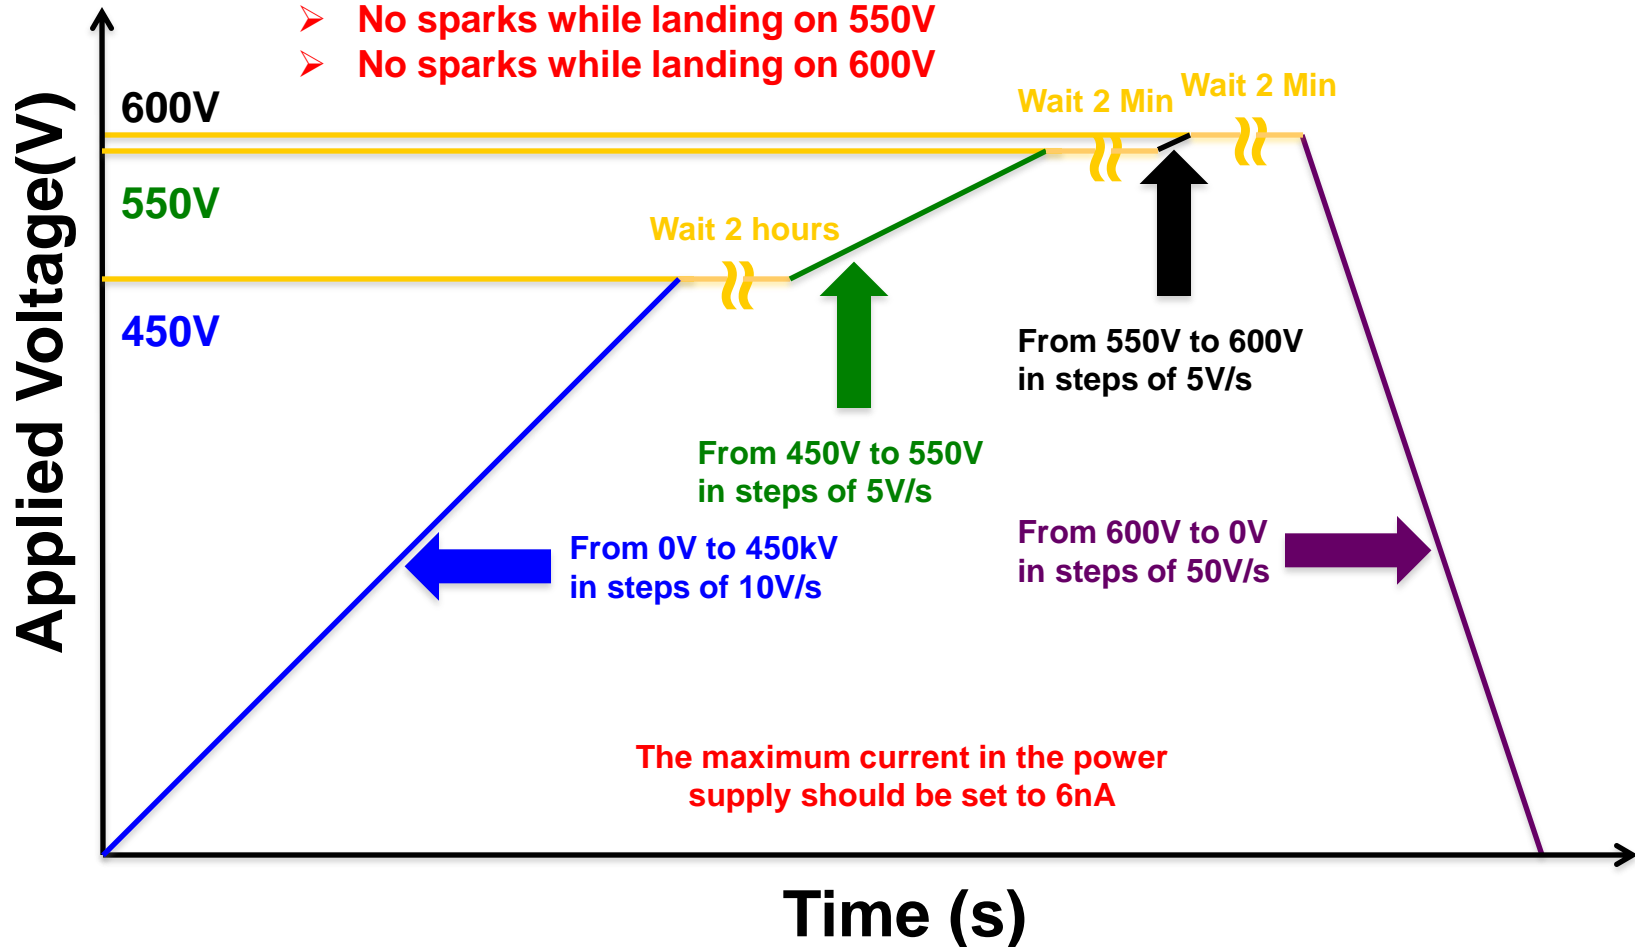 ➢ No sparks while landing on 550V
➢ No sparks while landing on 600V
Applied Voltage(V)
600V
550V
450V
Wait 2 hours
Wait 2 Min
Wait 2 Min
From 550V to 600V
in steps of 5V/s
From 450V to 550V
in steps of 5V/s
From 0V to 450kV
in steps of 10V/s
From 600V to 0V
in steps of 50V/s
The maximum current in the power
supply should be set to 6nA
Time (s)